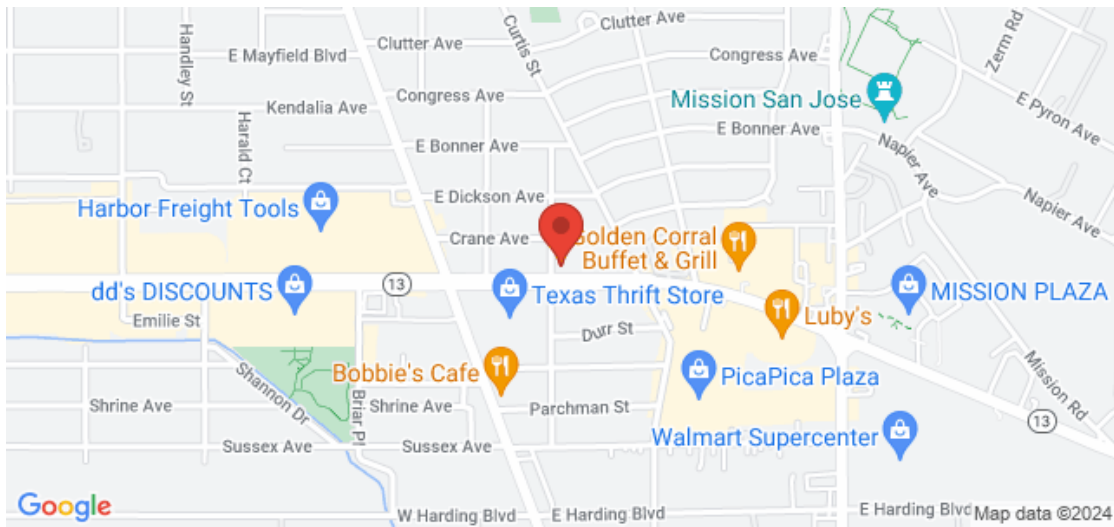 Clutter Ave
Clutter Ave
Curtis St
Handley St
E Mayfield Blvd
Congress Ave
Zerm Rd
Congress Ave
Kendalia Ave
Mission San Jose
E Pyron Ave
E Bonner Ave
Harald Ct
E Bonner Ave
Napier Ave
E Dickson Ave
Napier Ave
Harbor Freight Tools
Crane Ave
Golden Corral
Buffet & Grill
13
dd's DISCOUNTS
Texas Thrift Store
MISSION PLAZA
Emilie St
Luby's
Durr St
Bobbie's Cafe
PicaPica Plaza
Mission Rd
Shannon Dr
Briar Pl
Shrine Ave
Shrine Ave
Parchman St
13
Walmart Supercenter
Sussex Ave
Sussex Ave
Google
W Harding Blvd
E Harding Blvd
E Harding Blvd
Map data ©2024